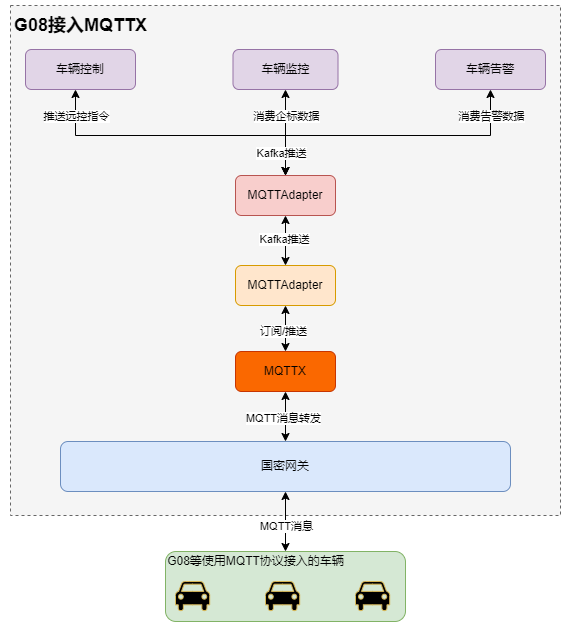 G08接入MQTTX
车辆控制
车辆监控
车辆告警
推送远控指令
消费企标数据
消费告警数据
Kafka推送
MQTTAdapter
Kafka推送
MQTTAdapter
订阅/推送
MQTTX
MQTT消息转发
国密网关
MQTT消息
G08等使用MQTT协议接入的车辆